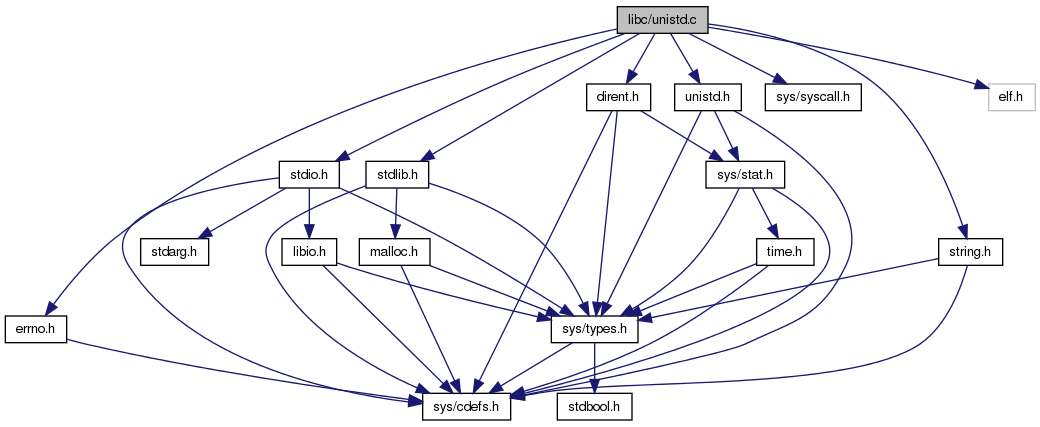 libc/unistd.c
dirent.h
unistd.h
sys/syscall.h
elf.h
stdio.h
stdlib.h
sys/stat.h
stdarg.h
libio.h
malloc.h
time.h
string.h
errno.h
sys/types.h
sys/cdefs.h
stdbool.h